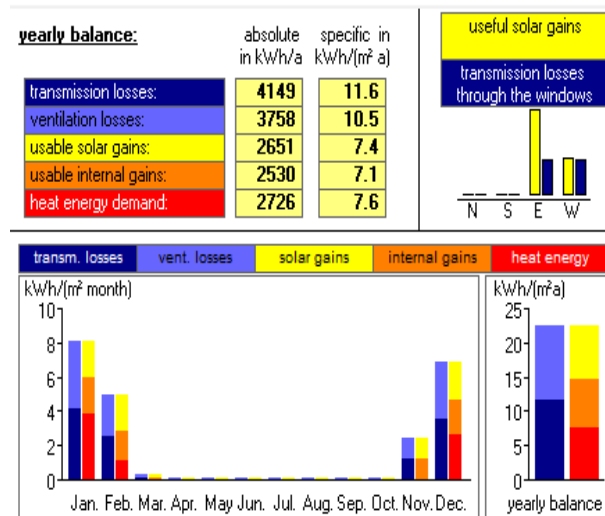 yearly balance:
absolute in kWh/a
specific in kWh/(m² a)
transmission losses: 4149 11.6
ventilation losses: 3758 10.5
usable solar gains: 2651 7.4
usable internal gains: 2530 7.1
heat energy demand: 2726 7.6
useful solar gains
transmission losses
through the windows
N S E W
transm. losses vent. losses solar gains internal gains heat energy
kWh/(m² month)
10
8
6
4
2
0
Jan. Feb. Mar. Apr. May Jun. Jul. Aug. Sep. Oct. Nov. Dec.
kWh/(m²a)
25
20
15
10
5
0
yearly balance